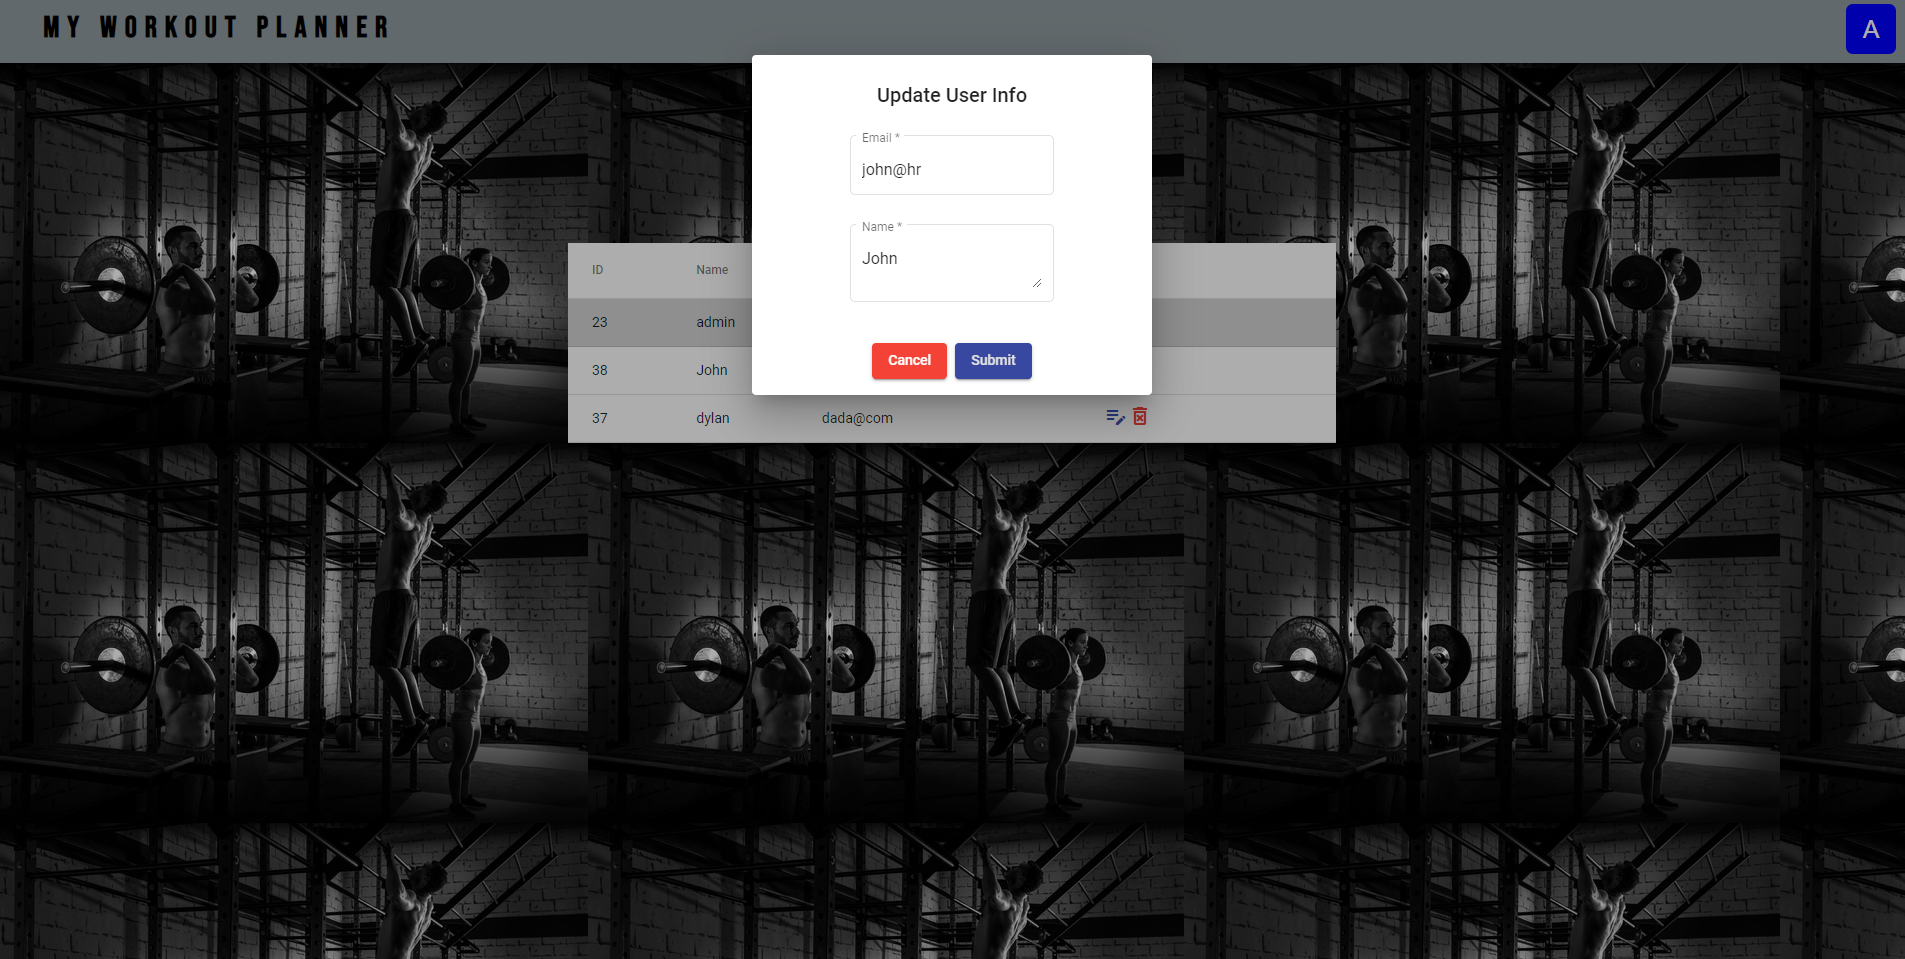 MY WORKOUT PLANNER
A
Update User Info
Email *
john@hr
Name *
John
Cancel Submit
ID Name
23 admin
38 John
37 dylan dada@com